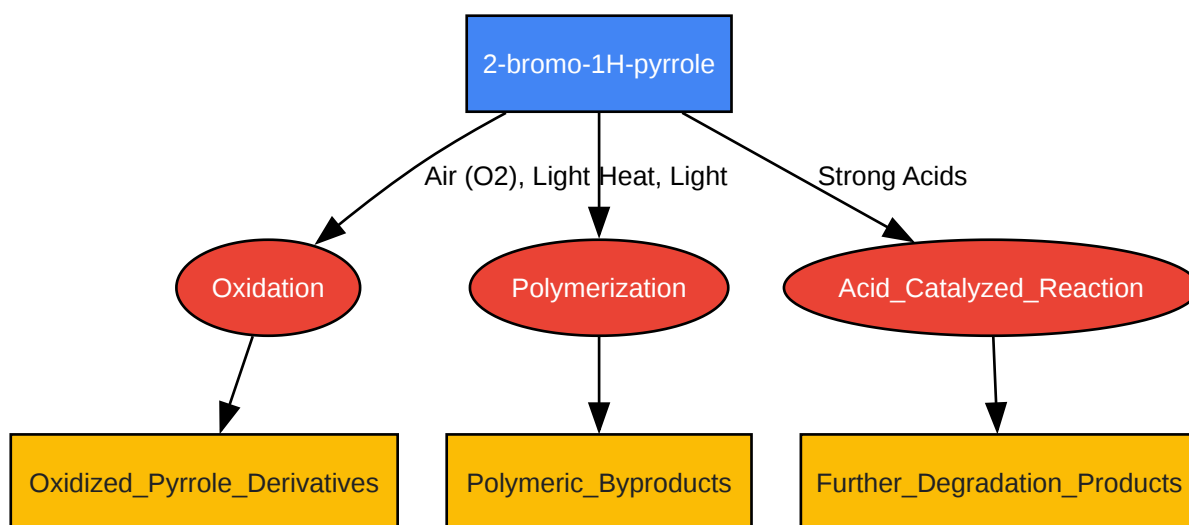 2-bromo-1H-pyrrole
Air (O2), Light
Heat, Light
Strong Acids
Oxidation
Polymerization
Acid_Catalyzed_Reaction
Oxidized_Pyrrole_Derivatives
Polymeric_Byproducts
Further_Degradation_Products